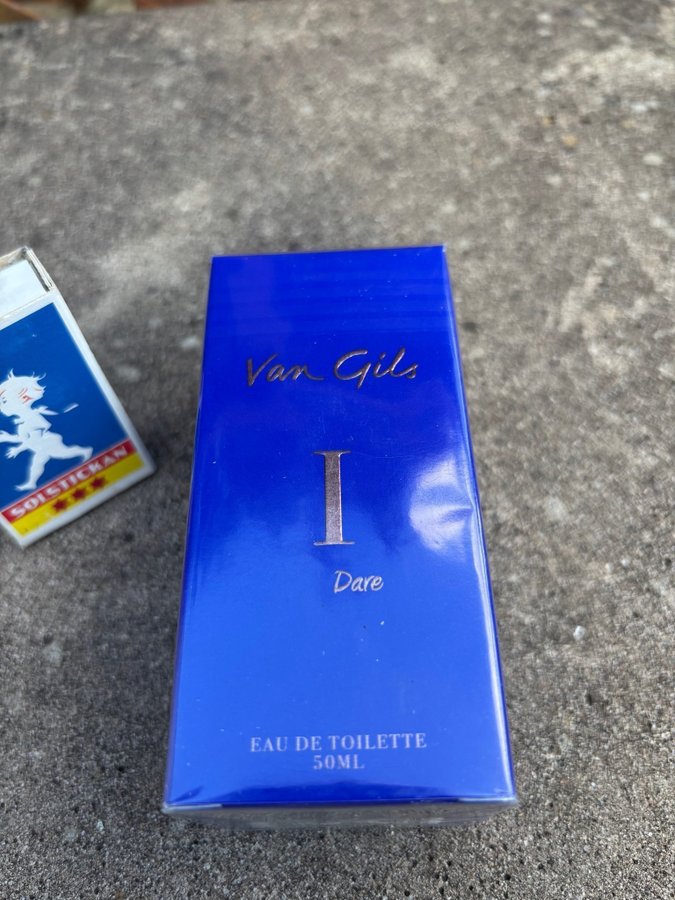 Van Gils
I
Dare
EAU DE TOILETTE
50ML
SOLSTICKAN